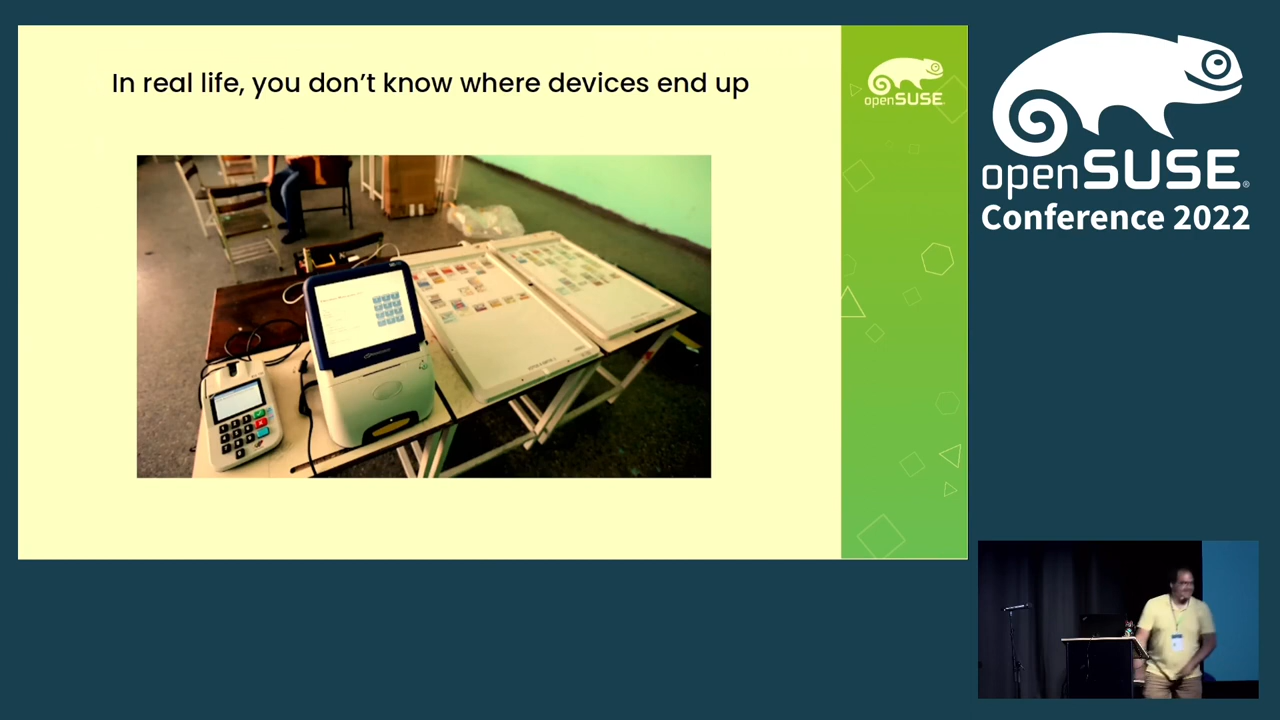 In real life, you don’t know where devices end up
openSUSE
openSUSE®
Conference 2022